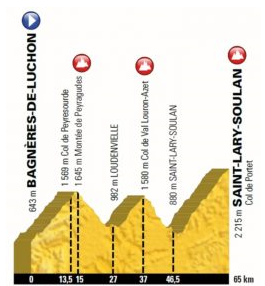 643 m BAGNÈRES-DE-LUCHON
1 569 m Col de Peyresourde
1 645 m Montée de Peyragudes
982 m LOUDENVIELLE
1 580 m Col de Val Louron-Azet
880 m SAINT-LARY-SOULAN
2 215 m SAINT-LARY-SOULAN
Col de Portet
0 13,5 15 27 37 46,5 65 km